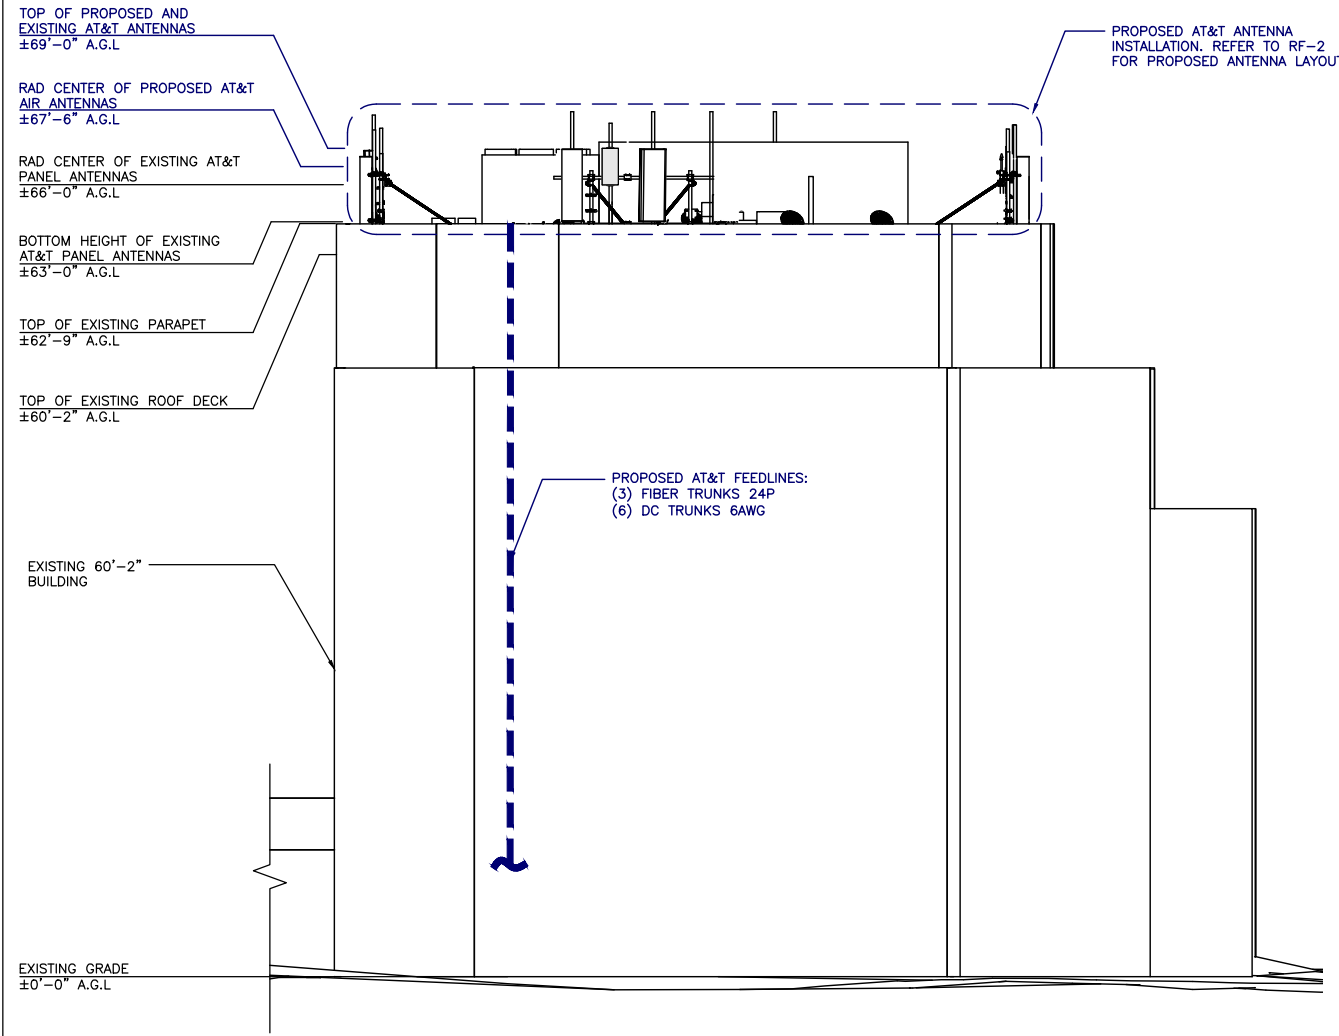 TOP OF PROPOSED AND
EXISTING AT&T ANTENNAS
±69'-0" A.G.L
RAD CENTER OF PROPOSED AT&T
AIR ANTENNAS
±67'-6" A.G.L
RAD CENTER OF EXISTING AT&T
PANEL ANTENNAS
±66'-0" A.G.L
BOTTOM HEIGHT OF EXISTING
AT&T PANEL ANTENNAS
±63'-0" A.G.L
TOP OF EXISTING PARAPET
±62'-9" A.G.L
TOP OF EXISTING ROOF DECK
±60'-2" A.G.L
EXISTING 60'-2"
BUILDING
EXISTING GRADE
±0'-0" A.G.L
PROPOSED AT&T ANTENNA
INSTALLATION. REFER TO RF-2
FOR PROPOSED ANTENNA LAYOUT
PROPOSED AT&T FEEDLINES:
(3) FIBER TRUNKS 24P
(6) DC TRUNKS 6AWG